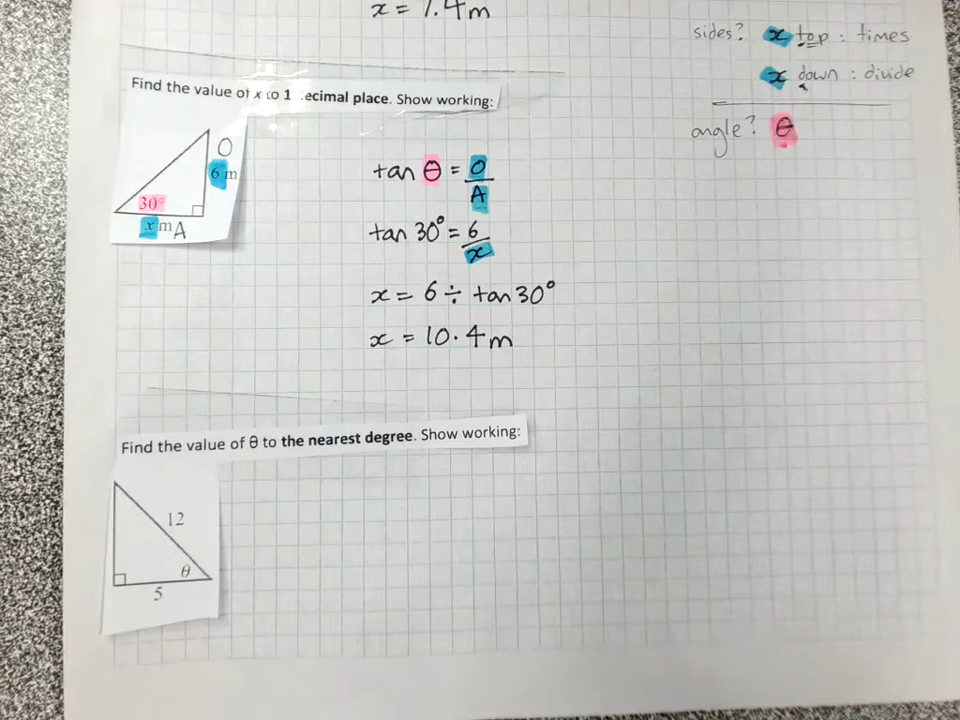 x = 7.4m
sides? x top : times
x down : divide
angle? θ
Find the value of x to 1 decimal place. Show working:
O
6 m
30°
x m A
tan θ = O
A
tan 30° = 6
x
x = 6 ÷ tan 30°
x = 10.4 m
Find the value of θ to the nearest degree. Show working:
12
θ
5